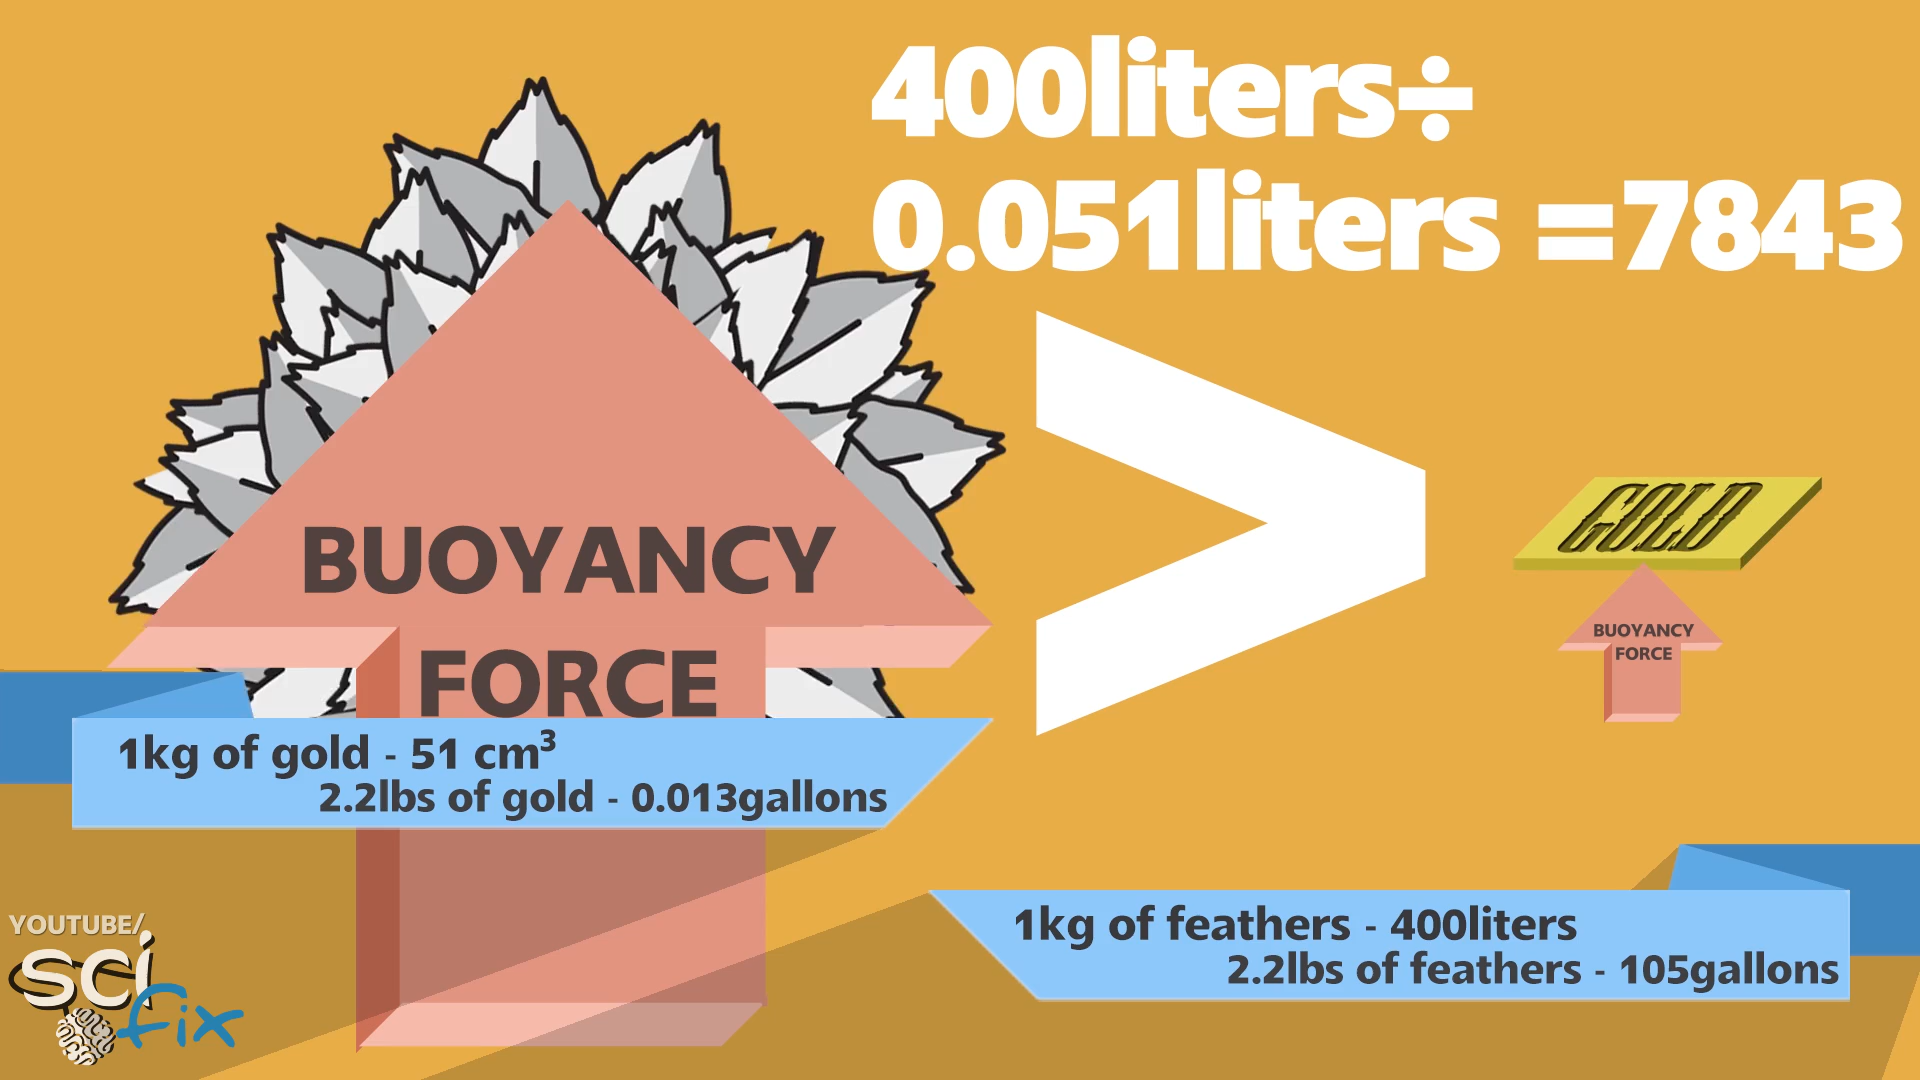 400liters÷
0.051liters =7843
GOLD
BUOYANCY
FORCE
BUOYANCY
FORCE
1kg of gold - 51 cm³
2.2lbs of gold - 0.013gallons
1kg of feathers - 400liters
2.2lbs of feathers - 105gallons
YOUTUBE/
sci
fix